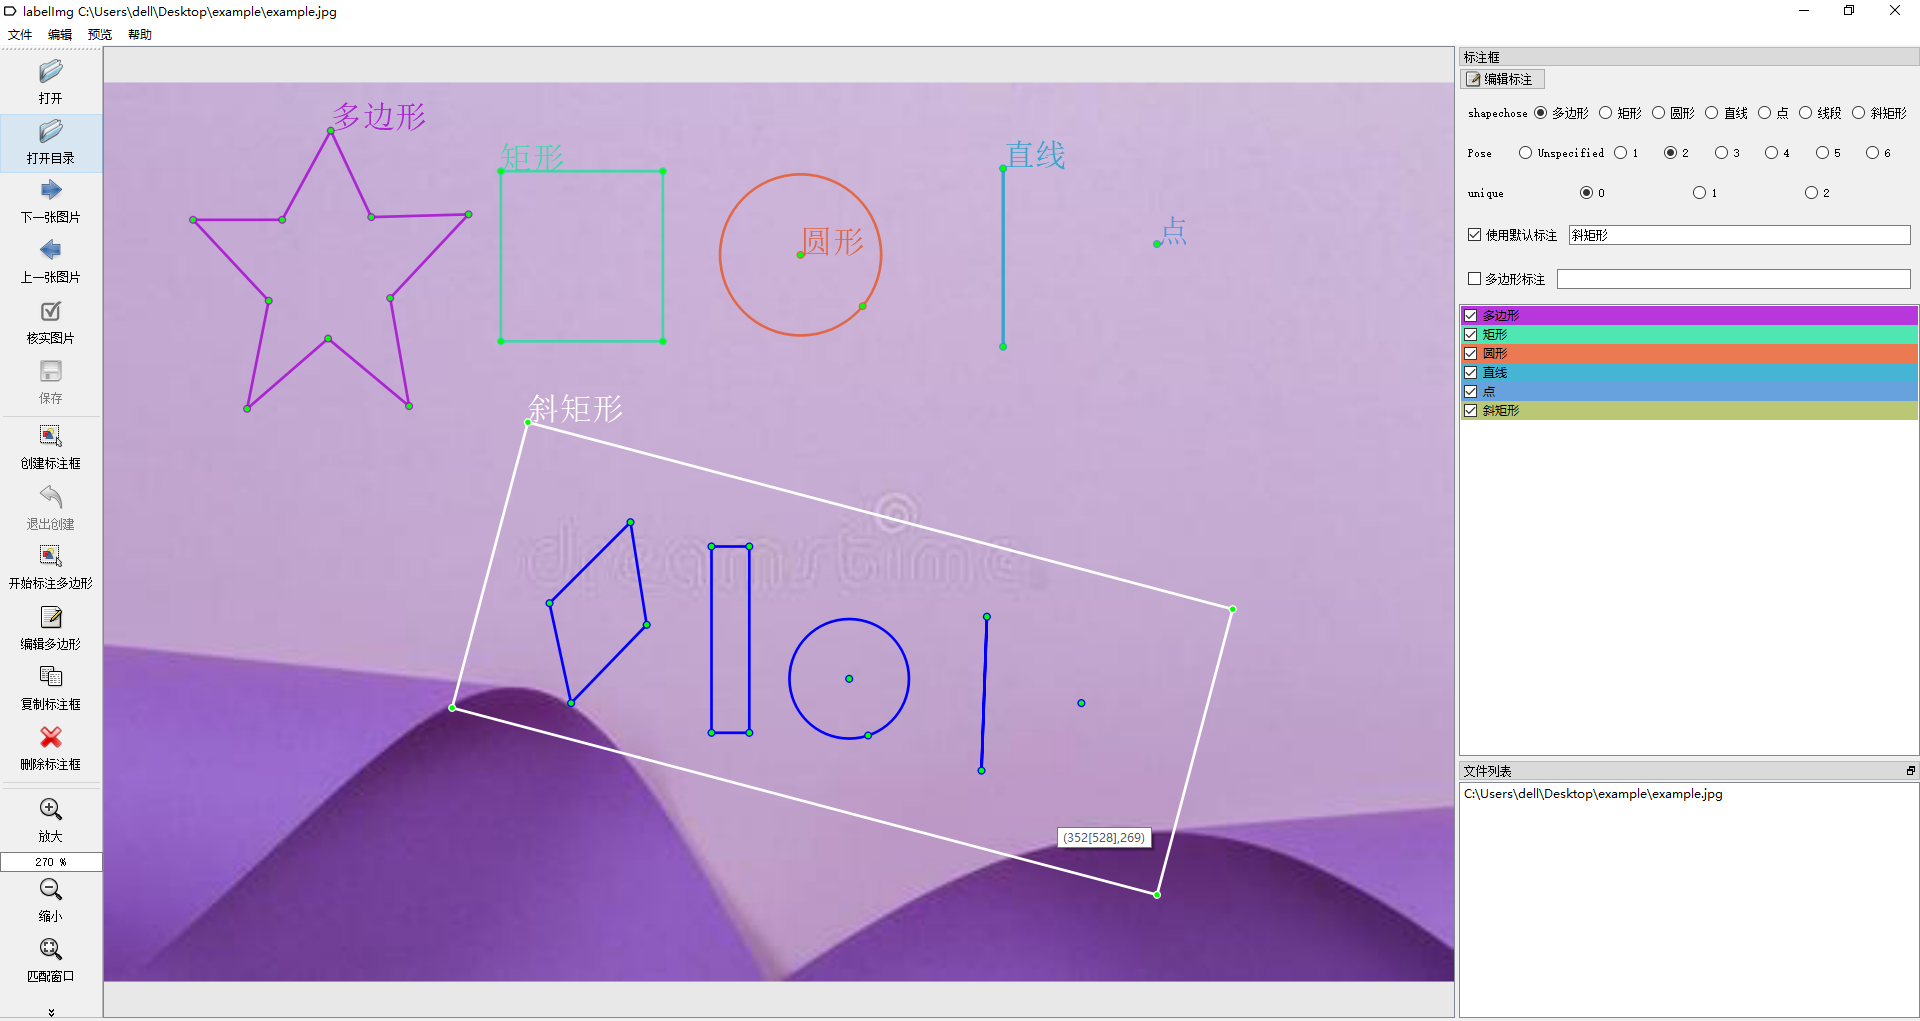 labelImg C:\Users\dell\Desktop\example\example.jpg
文件 编辑 预览 帮助
打开
打开目录
下一张图片
上一张图片
核实图片
保存
创建标注框
退出创建
开始标注多边形
编辑多边形
复制标注框
删除标注框
放大
270 %
缩小
匹配窗口
多边形
矩形
圆形
直线
点
斜矩形
dreamstime
(352[528],269)
标注框
编辑标注
shapechose 多边形 矩形 圆形 直线 点 线段 斜矩形
Pose Unspecified 1 2 3 4 5 6
unique 0 1 2
使用默认标注 斜矩形
多边形标注
多边形
矩形
圆形
直线
点
斜矩形
文件列表
C:\Users\dell\Desktop\example\example.jpg